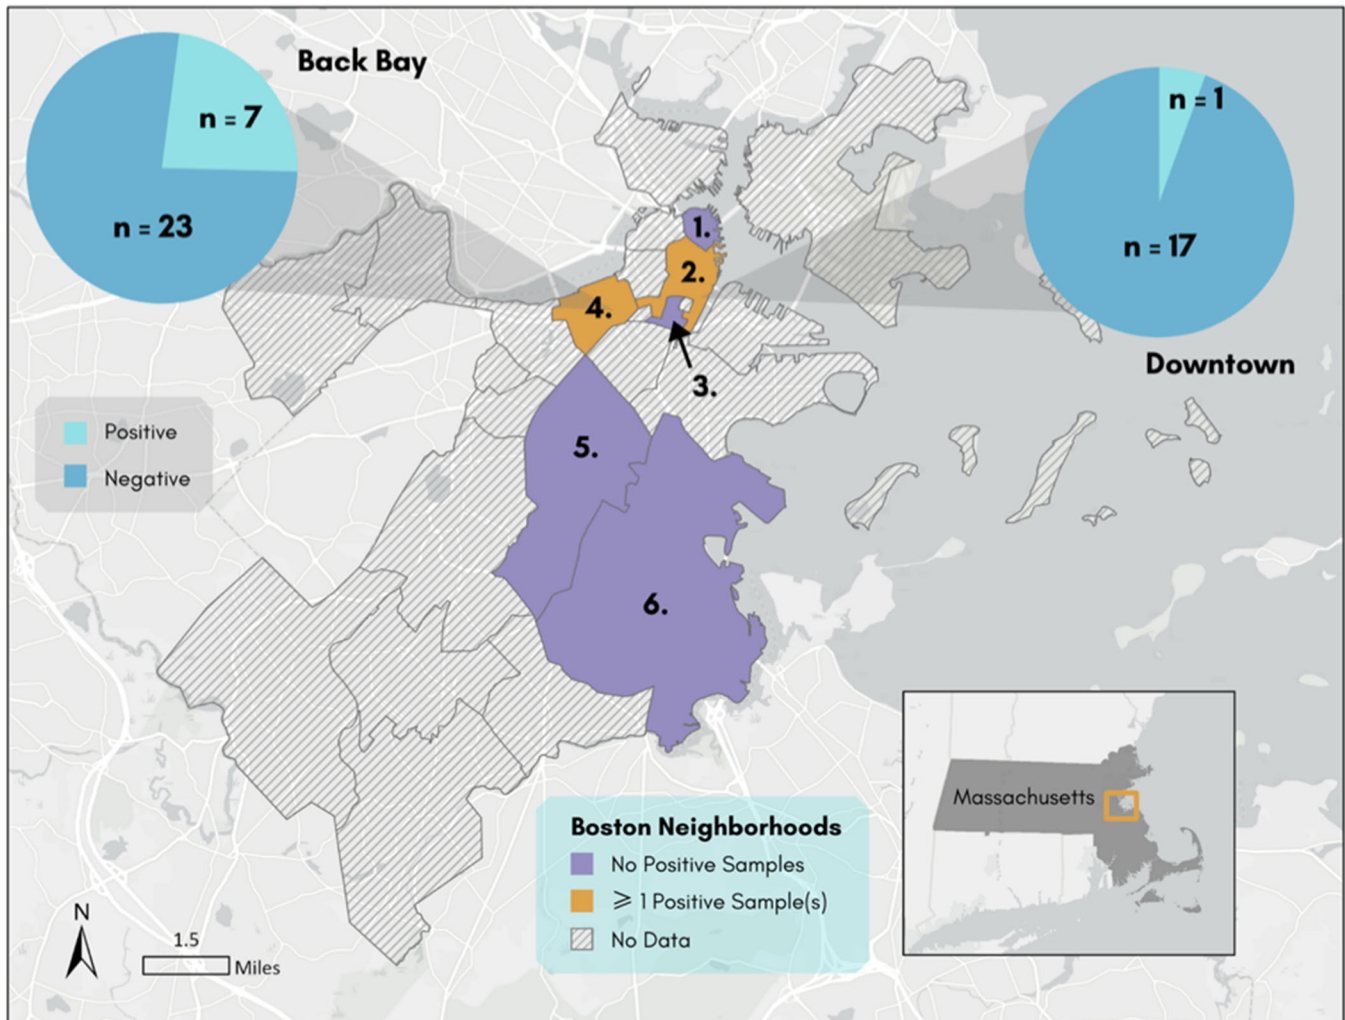 Back Bay
n = 7
n = 23
n = 1
n = 17
Downtown
1.
2.
4.
3.
5.
6.
Positive
Negative
Boston Neighborhoods
No Positive Samples
≥ 1 Positive Sample(s)
No Data
Massachusetts
N
1.5
Miles